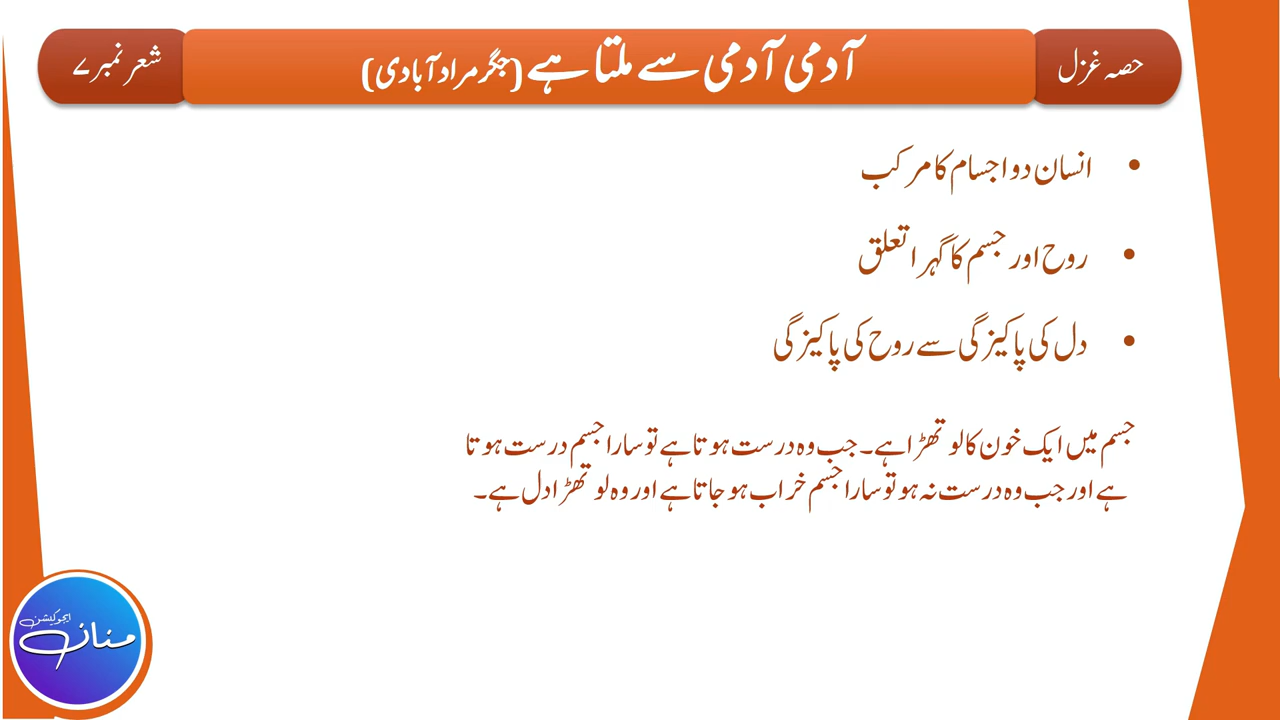 حصہ غزل
آدمی آدمی سے ملتا ہے (جگر مراد آبادی)
شعر نمبر ۷
• انسان دو اجسام کا مرکب
• روح اور جسم کا گہرا تعلق
• دل کی پاکیزگی سے روح کی پاکیزگی
جسم میں ایک خون کا لوتھڑا ہے۔ جب وہ درست ہوتا ہے تو سارا جسم درست ہوتا
ہے اور جب وہ درست نہ ہو تو سارا جسم خراب ہو جاتا ہے اور وہ لوتھڑا دل ہے۔
منان
ایجوکیشن